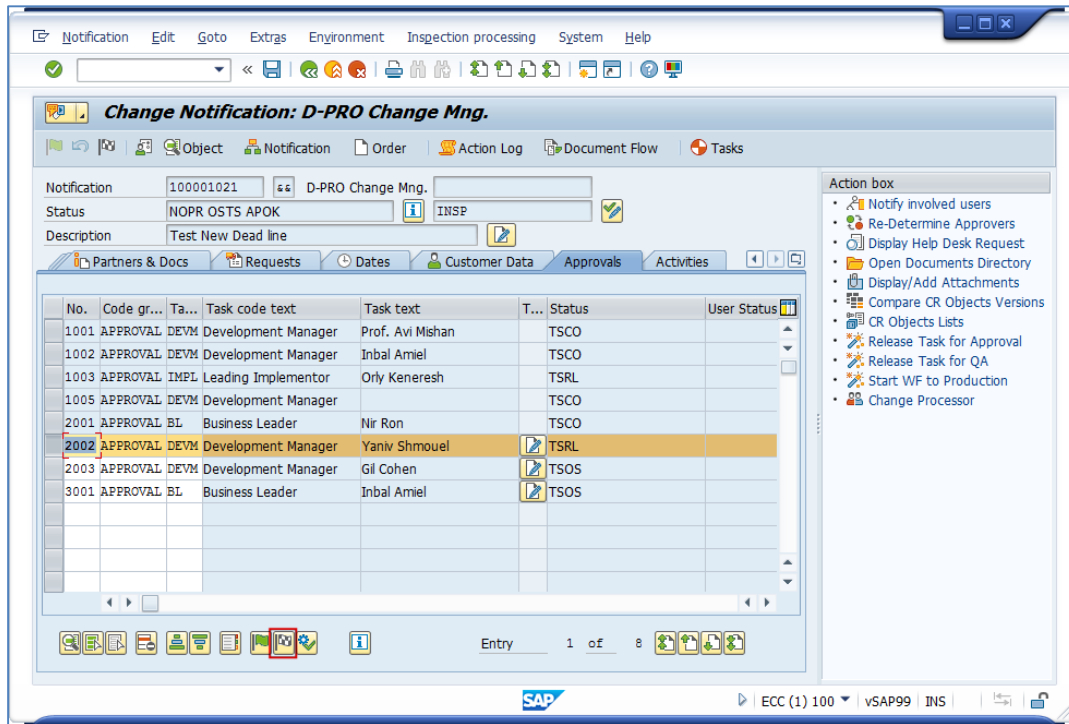 Notification Edit Goto Extras Environment Inspection processing System Help
Change Notification: D-PRO Change Mng.
Object Notification Order Action Log Document Flow Tasks
Notification 100001021 D-PRO Change Mng.
Status NOPR OSTS APOK INSP
Description Test New Dead line
Partners & Docs Requests Dates Customer Data Approvals Activities
No. Code gr... Ta... Task code text Task text T... Status User Status
1001 APPROVAL DEVM Development Manager Prof. Avi Mishan TSCO
1002 APPROVAL DEVM Development Manager Inbal Amiel TSCO
1003 APPROVAL IMPL Leading Implementor Orly Keneresh TSRL
1005 APPROVAL DEVM Development Manager TSCO
2001 APPROVAL BL Business Leader Nir Ron TSCO
2002 APPROVAL DEVM Development Manager Yaniv Shmouel TSRL
2003 APPROVAL DEVM Development Manager Gil Cohen TSOS
3001 APPROVAL BL Business Leader Inbal Amiel TSOS
Entry 1 of 8
Action box
Notify involved users
Re-Determine Approvers
Display Help Desk Request
Open Documents Directory
Display/Add Attachments
Compare CR Objects Versions
CR Objects Lists
Release Task for Approval
Release Task for QA
Start WF to Production
Change Processor
SAP ECC (1) 100 vSAP99 INS